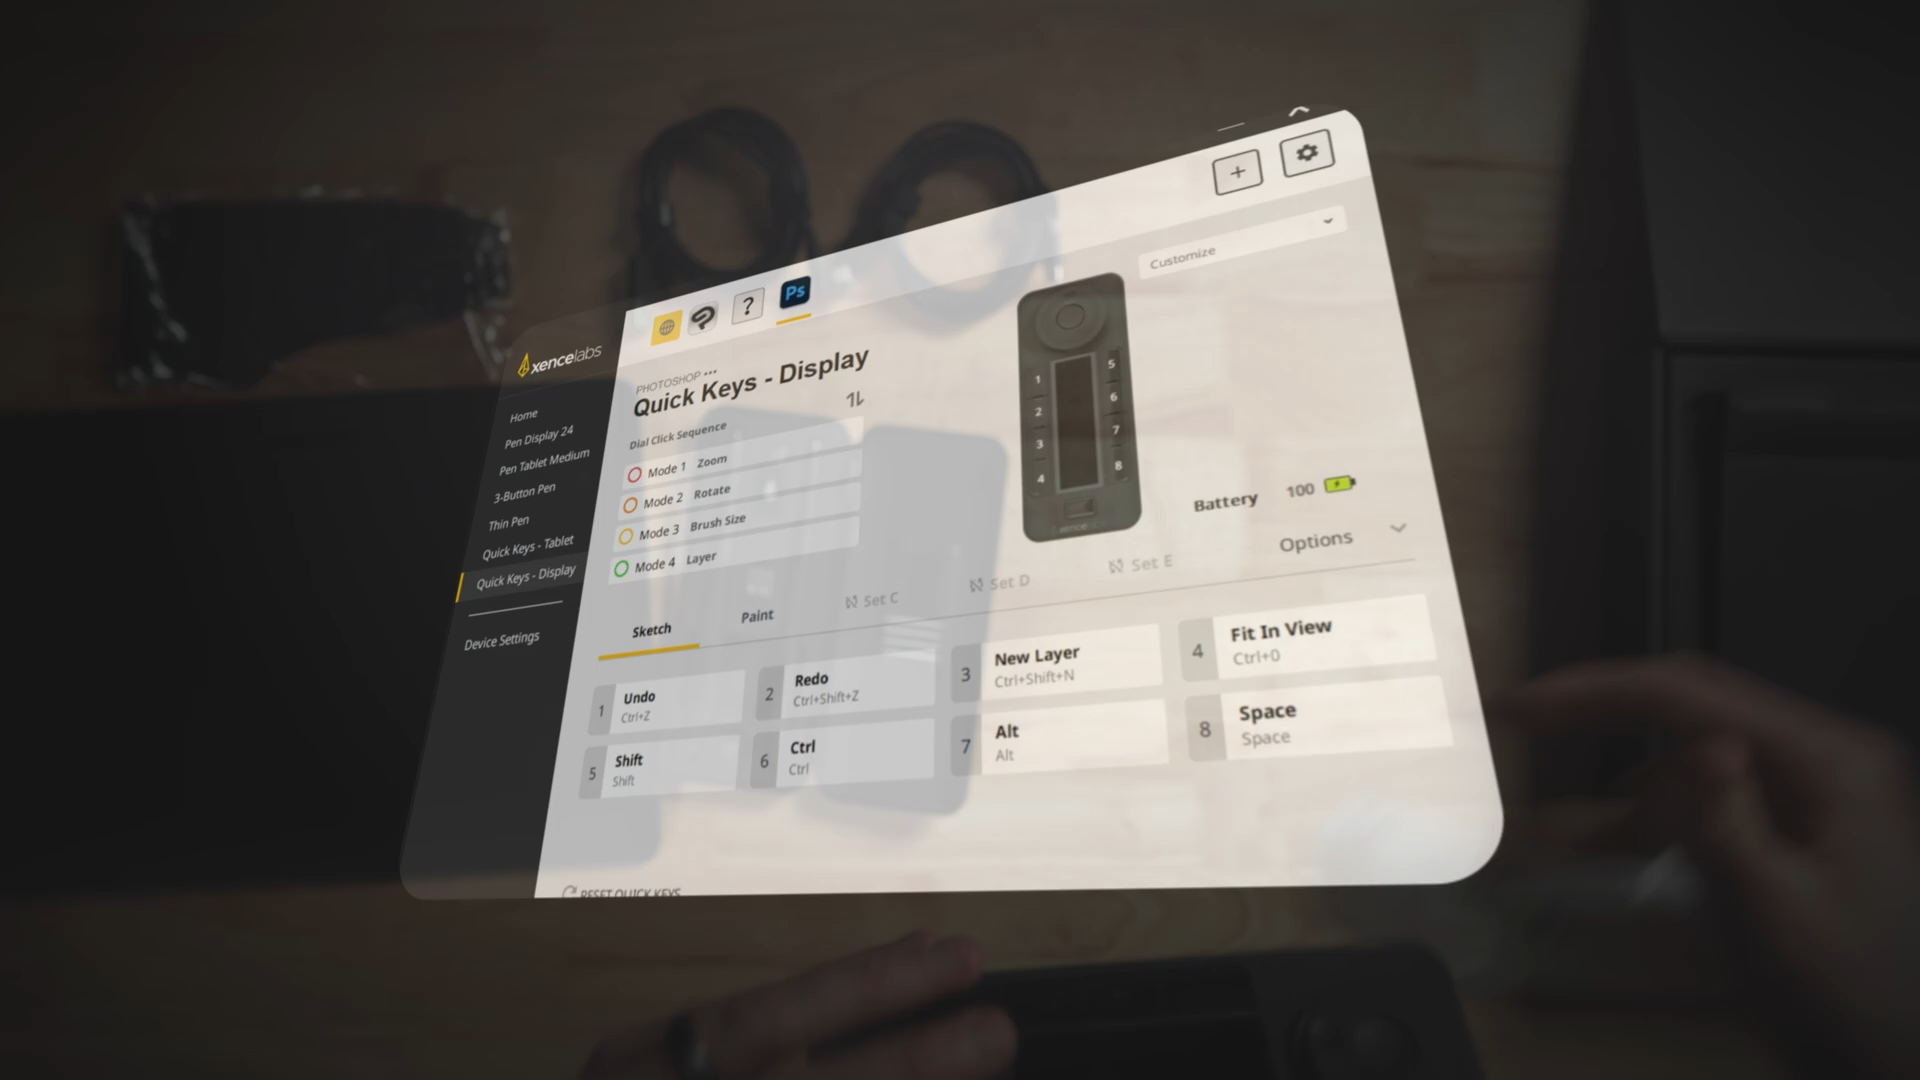 xencelabs
Home
Pen Display 24
Pen Tablet Medium
3-Button Pen
Thin Pen
Quick Keys - Tablet
Quick Keys - Display
Device Settings
?
Ps
PHOTOSHOP •••
Quick Keys - Display
Dial Click Sequence
Mode 1 Zoom
Mode 2 Rotate
Mode 3 Brush Size
Mode 4 Layer
Customize
1 5
2 6
3 7
4 8
Battery 100
Options
Sketch
Paint
Set C
Set D
Set E
1 Undo
Ctrl+Z
2 Redo
Ctrl+Shift+Z
3 New Layer
Ctrl+Shift+N
4 Fit In View
Ctrl+0
5 Shift
Shift
6 Ctrl
Ctrl
7 Alt
Alt
8 Space
Space
RESET QUICK KEYS